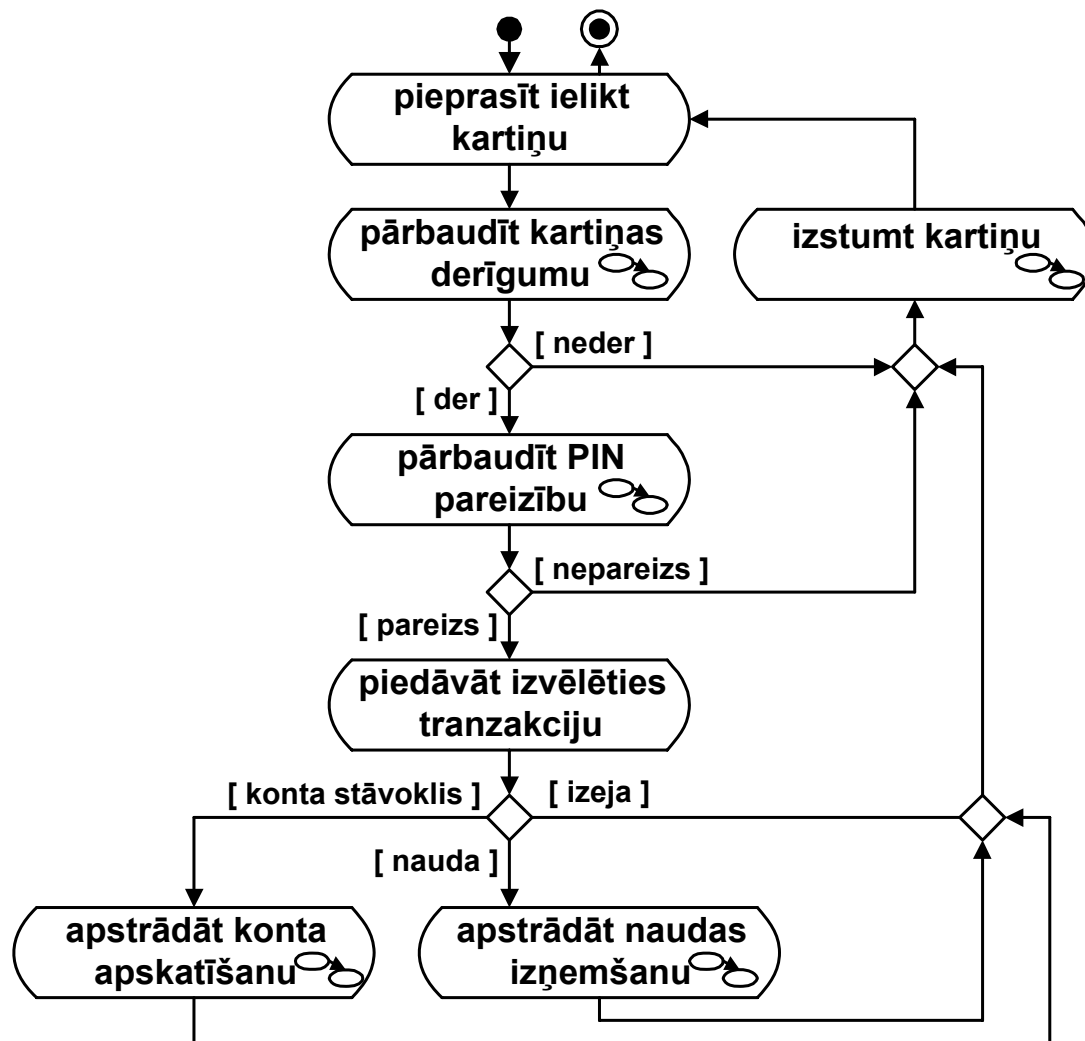 pieprasīt ielikt
kartiņu
pārbaudīt kartiņas
derīgumu
izstumt kartiņu
[ neder ]
[ der ]
pārbaudīt PIN
pareizību
[ nepareizs ]
[ pareizs ]
piedāvāt izvēlēties
tranzakciju
[ konta stāvoklis ]
[ izeja ]
[ nauda ]
apstrādāt konta
apskatīšanu
apstrādāt naudas
izņemšanu